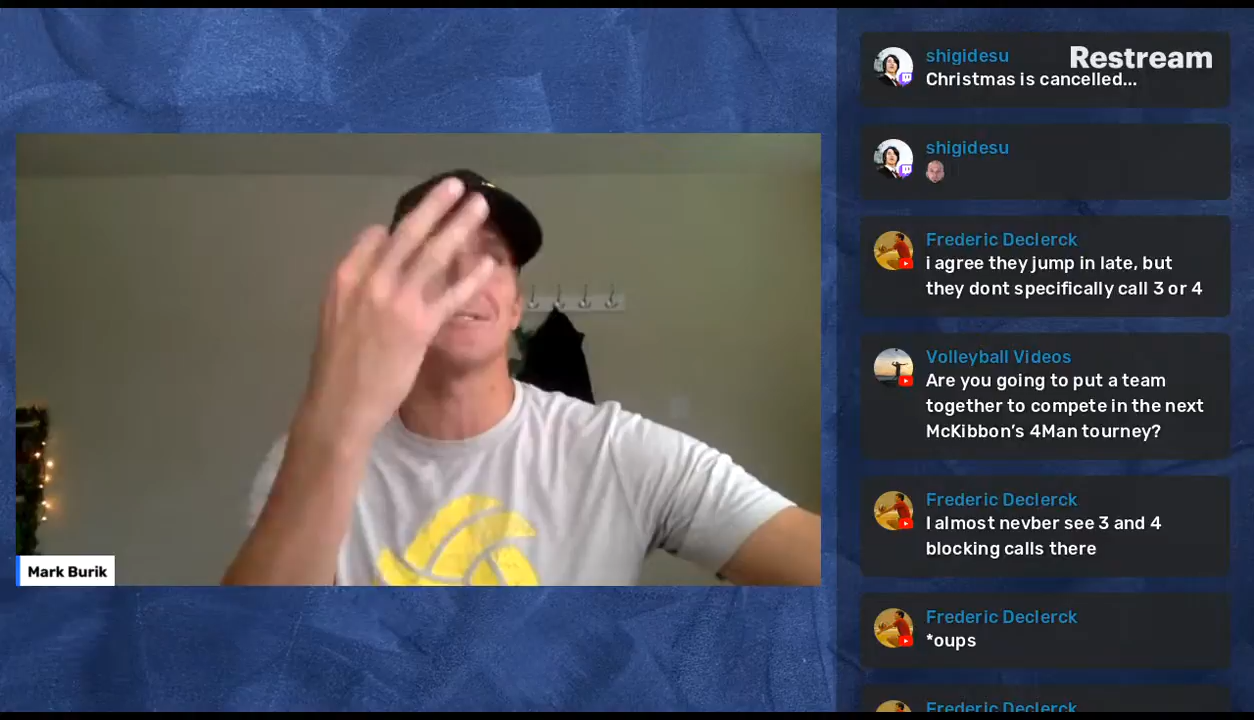 shigidesu
Restream
Christmas is cancelled...
shigidesu
Frederic Declerck
i agree they jump in late, but
they dont specifically call 3 or 4
Volleyball Videos
Are you going to put a team
together to compete in the next
McKibbon's 4Man tourney?
Frederic Declerck
I almost nevber see 3 and 4
blocking calls there
Mark Burik
Frederic Declerck
*oups
Frederic Declerck